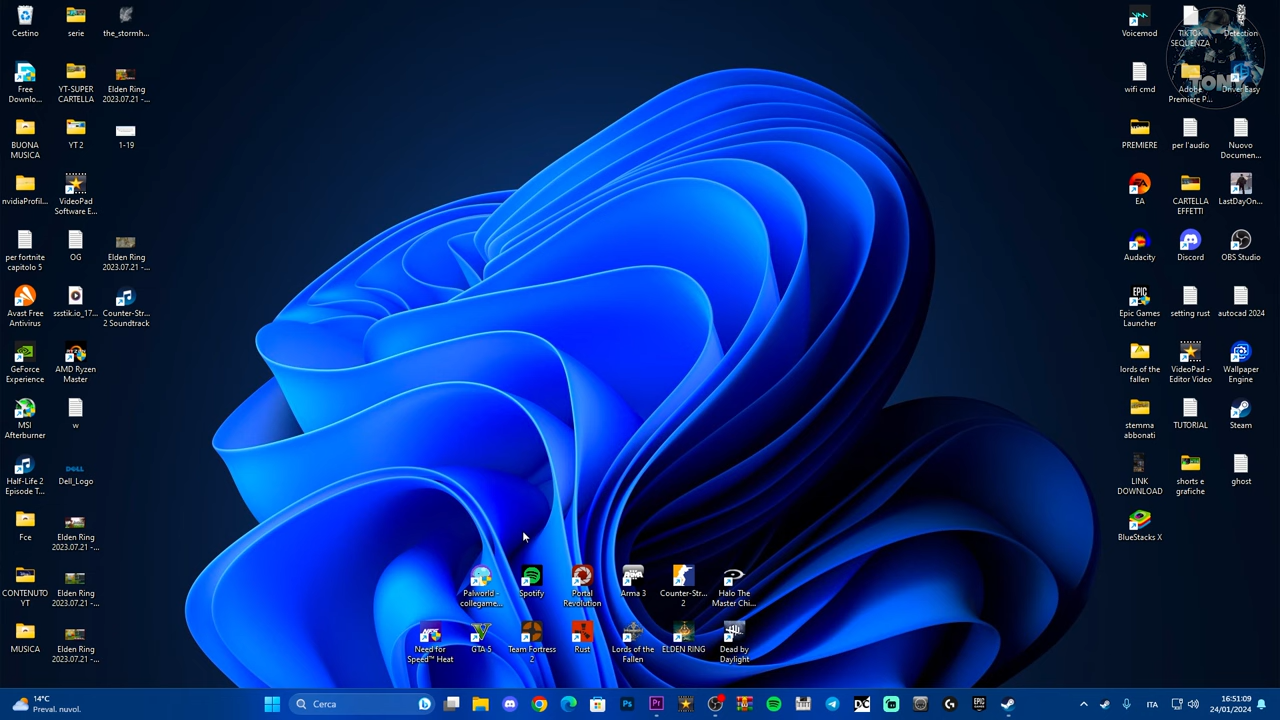 Cestino
serie
the_stormh...
Free
Downlo...
YT-SUPER
CARTELLA
Elden Ring
2023.07.21 -...
BUONA
MUSICA
YT 2
1-19
nvidiaProfil...
VideoPad
Software E...
per fortnite
capitolo 5
OG
Elden Ring
2023.07.21 -...
Avast Free
Antivirus
ssstik.io_17...
Counter-Str...
2 Soundtrack
GeForce
Experience
AMD Ryzen
Master
MSI
Afterburner
w
Half-Life 2
Episode T...
DELL
Dell_Logo
Fce
Elden Ring
2023.07.21 -...
CONTENUTO
YT
Elden Ring
2023.07.21 -...
MUSICA
Elden Ring
2023.07.21 -...
Palworld -
collegame...
Spotify
Portal
Revolution
Arma 3
Counter-Str...
2
Halo The
Master Chi...
Need for
Speed™ Heat
GTA 5
Team Fortress
2
Rust
Lords of the
Fallen
ELDEN RING
Dead by
Daylight
Voicemod
TIKTOK
SEQUENZA
Detection
wifi cmd
Adobe
Premiere P...
Driver Easy
TONY
PREMIERE
per l'audio
Nuovo
Documen...
EA
CARTELLA
EFFETTI
LastDayOn...
Audacity
Discord
OBS Studio
EPIC
Epic Games
Launcher
setting rust
autocad 2024
lords of the
fallen
VideoPad -
Editor Video
Wallpaper
Engine
stemma
abbonati
TUTORIAL
Steam
LINK
DOWNLOAD
shorts e
grafiche
ghost
BlueStacks X
14°C
Preval. nuvol.
Cerca
ITA
16:51:09
24/01/2024